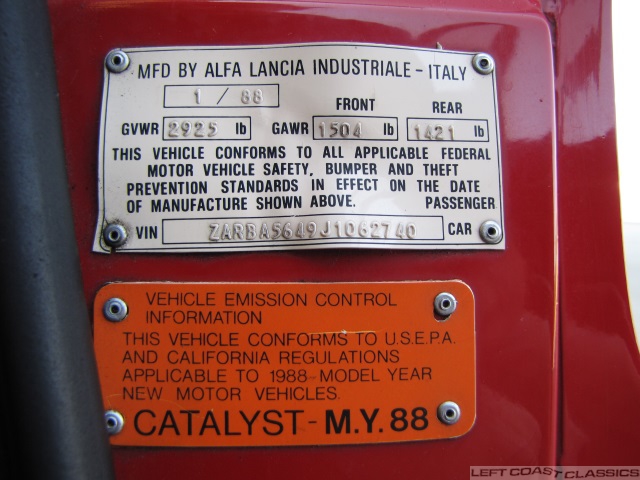 MFD BY ALFA LANCIA INDUSTRIALE - ITALY
1 / 88 FRONT REAR
GVWR 2925 lb GAWR 1504 lb 1421 lb
THIS VEHICLE CONFORMS TO ALL APPLICABLE FEDERAL
MOTOR VEHICLE SAFETY, BUMPER AND THEFT
PREVENTION STANDARDS IN EFFECT ON THE DATE
OF MANUFACTURE SHOWN ABOVE. PASSENGER
VIN ZARBA5649J1062740 CAR
VEHICLE EMISSION CONTROL
INFORMATION
THIS VEHICLE CONFORMS TO U.S.E.P.A.
AND CALIFORNIA REGULATIONS
APPLICABLE TO 1988-MODEL YEAR
NEW MOTOR VEHICLES.
CATALYST - M.Y. 88
LEFT COAST CLASSICS